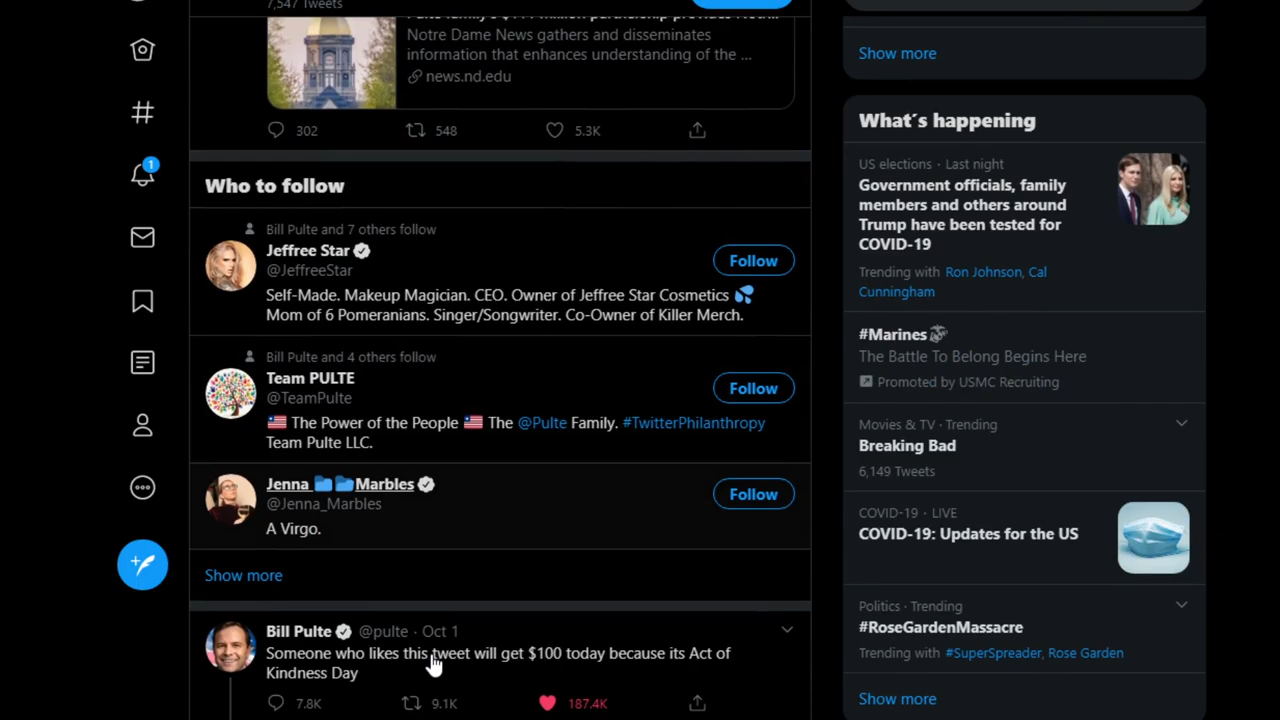 7,547 Tweets
Notre Dame News gathers and disseminates
information that enhances understanding of the ...
news.nd.edu
302 548 5.3K
Who to follow
Bill Pulte and 7 others follow
Jeffree Star
@JeffreeStar
Follow
Self-Made. Makeup Magician. CEO. Owner of Jeffree Star Cosmetics
Mom of 6 Pomeranians. Singer/Songwriter. Co-Owner of Killer Merch.
Bill Pulte and 4 others follow
Team PULTE
@TeamPulte
Follow
The Power of the People The @Pulte Family. #TwitterPhilanthropy
Team Pulte LLC.
Jenna Marbles
@Jenna_Marbles
Follow
A Virgo.
Show more
Bill Pulte @pulte · Oct 1
Someone who likes this tweet will get $100 today because its Act of
Kindness Day
7.8K 9.1K 187.4K
1
Show more
What's happening
US elections · Last night
Government officials, family
members and others around
Trump have been tested for
COVID-19
Trending with Ron Johnson, Cal
Cunningham
#Marines
The Battle To Belong Begins Here
Promoted by USMC Recruiting
Movies & TV · Trending
Breaking Bad
6,149 Tweets
COVID-19 · LIVE
COVID-19: Updates for the US
Politics · Trending
#RoseGardenMassacre
Trending with #SuperSpreader, Rose Garden
Show more